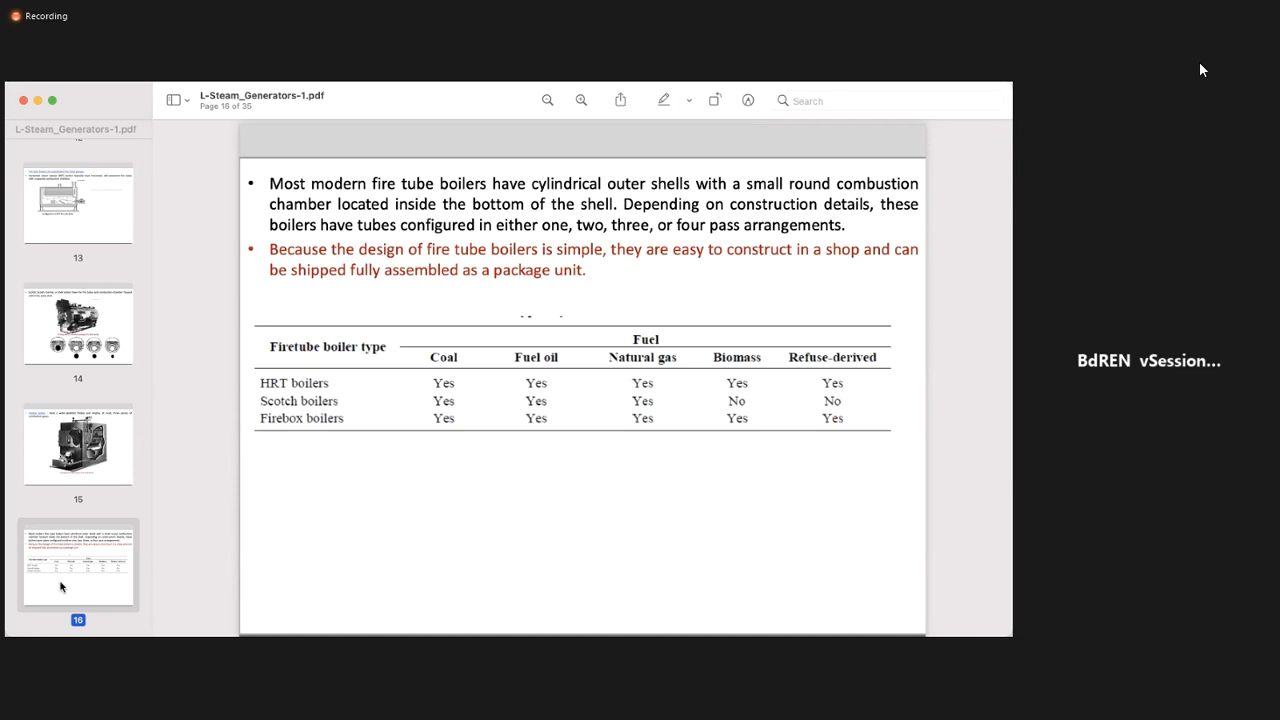 Recording
L-Steam_Generators-1.pdf
Page 16 of 35
Search
L-Steam_Generators-1.pdf
13
14
15
16
• Most modern fire tube boilers have cylindrical outer shells with a small round combustion
chamber located inside the bottom of the shell. Depending on construction details, these
boilers have tubes configured in either one, two, three, or four pass arrangements.
• Because the design of fire tube boilers is simple, they are easy to construct in a shop and can
be shipped fully assembled as a package unit.
Firetube boiler type Fuel
Coal Fuel oil Natural gas Biomass Refuse-derived
HRT boilers Yes Yes Yes Yes Yes
Scotch boilers Yes Yes Yes No No
Firebox boilers Yes Yes Yes Yes Yes
BdREN vSession...